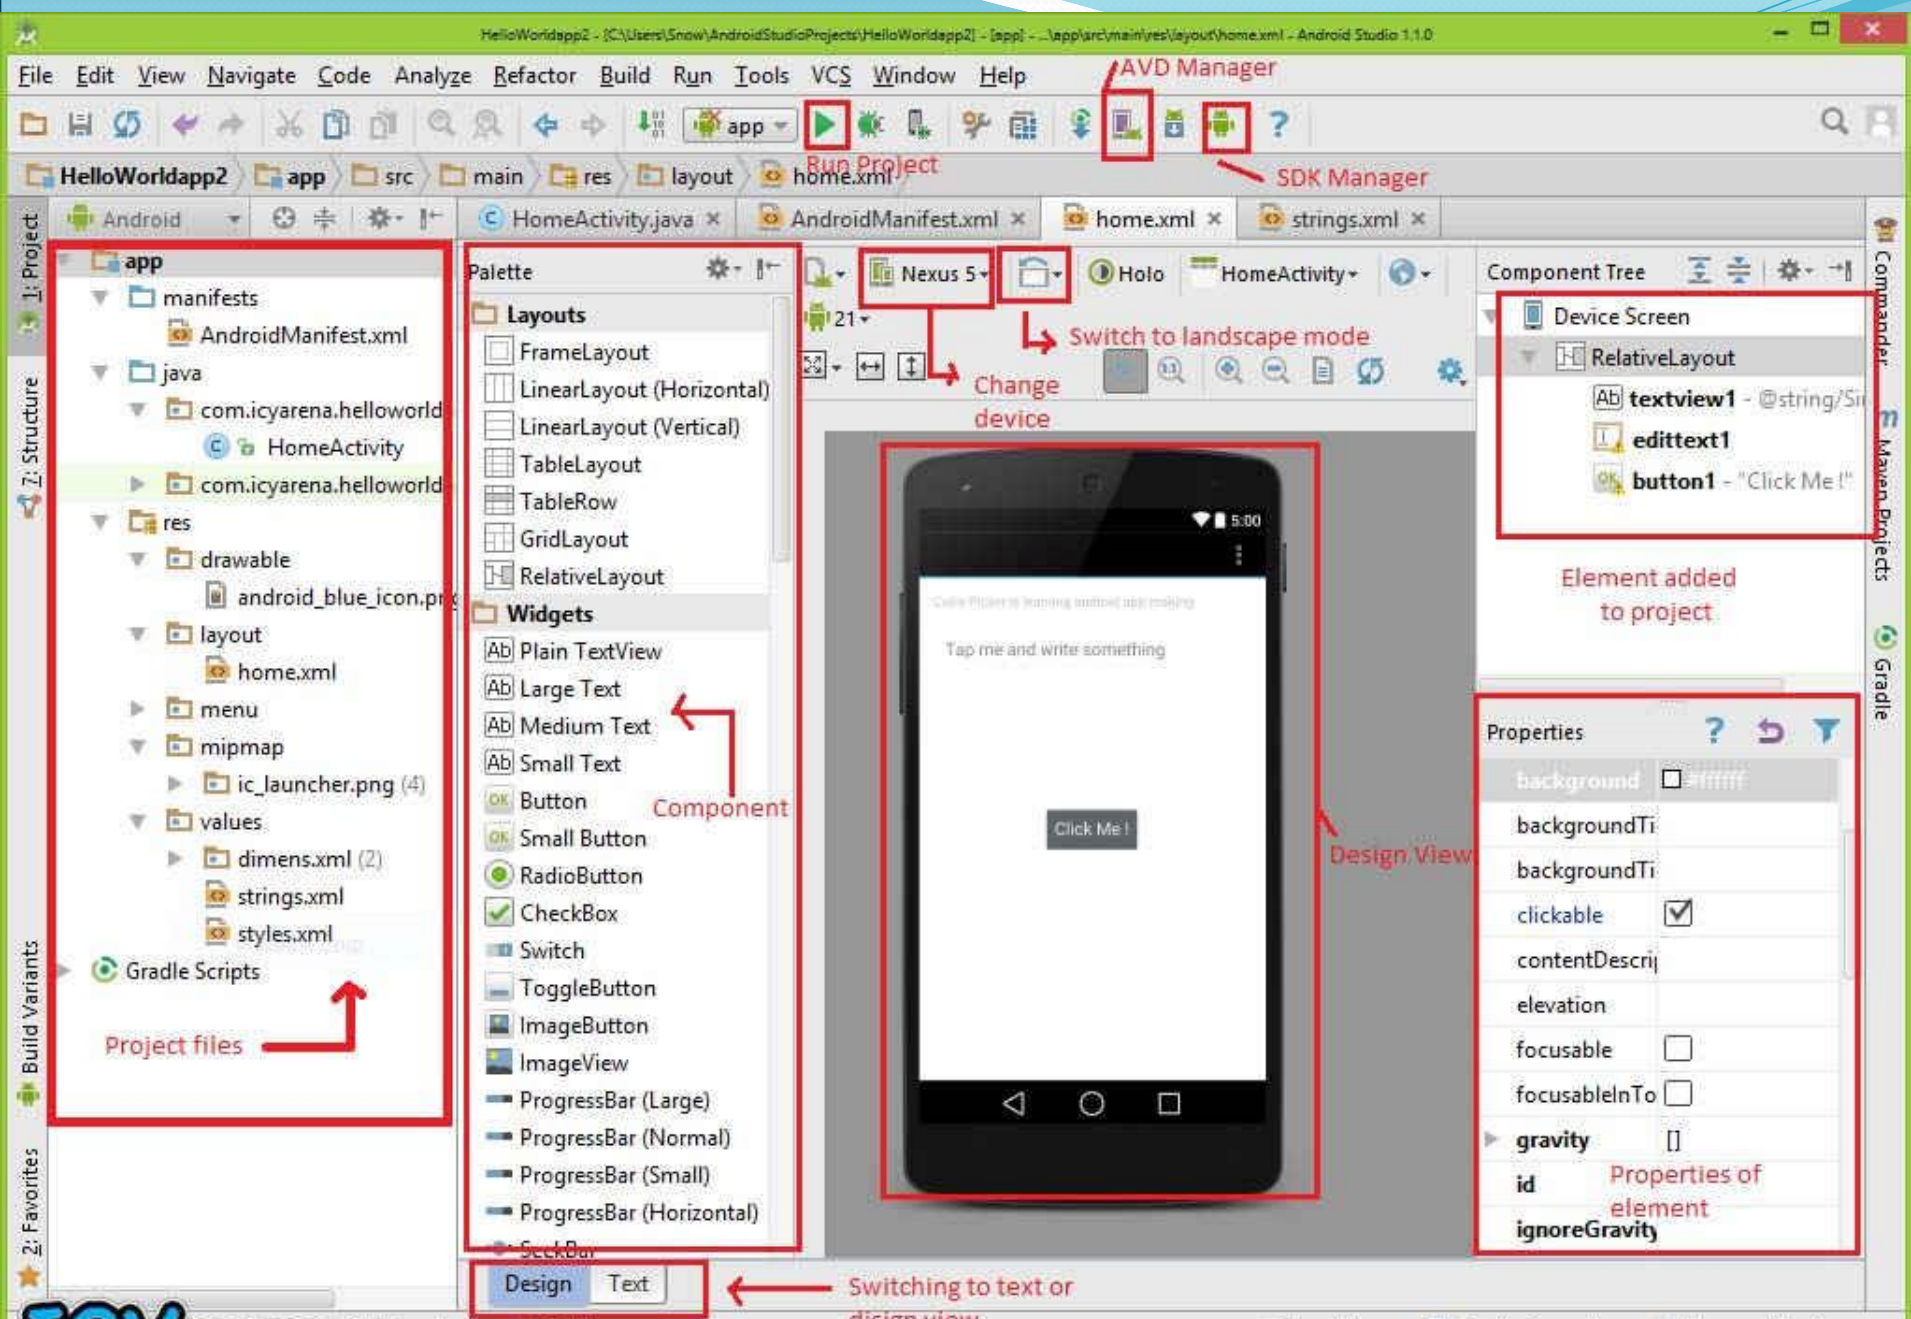 HelloWorldapp2 - [C:\Users\Snow\AndroidStudioProjects\HelloWorldapp2] - [app] - ...\app\src\main\res\layout\home.xml - Android Studio 1.1.0
File Edit View Navigate Code Analyze Refactor Build Run Tools VCS Window Help
AVD Manager
app
Run Project
SDK Manager
HelloWorldapp2 app src main res layout home.xml
Android
HomeActivity.java AndroidManifest.xml home.xml strings.xml
1: Project
7: Structure
Build Variants
2: Favorites
app
manifests
AndroidManifest.xml
java
com.icyarena.helloworld
HomeActivity
com.icyarena.helloworld
res
drawable
android_blue_icon.png
layout
home.xml
menu
mipmap
ic_launcher.png (4)
values
dimens.xml (2)
strings.xml
styles.xml
Gradle Scripts
Project files
Palette
Layouts
FrameLayout
LinearLayout (Horizontal)
LinearLayout (Vertical)
TableLayout
TableRow
GridLayout
RelativeLayout
Widgets
Plain TextView
Large Text
Medium Text
Small Text
Button
Small Button
RadioButton
CheckBox
Switch
ToggleButton
ImageButton
ImageView
ProgressBar (Large)
ProgressBar (Normal)
ProgressBar (Small)
ProgressBar (Horizontal)
SeekBar
Component
Design Text
Switching to text or
disign view
Nexus 5 Holo HomeActivity
21
Switch to landscape mode
Change
device
5:00
Tap me and write something
Click Me !
Design View
Component Tree
Device Screen
RelativeLayout
textview1 - @string/Si
edittext1
button1 - "Click Me !"
Element added
to project
Properties
background #ffffff
backgroundTi
backgroundTi
clickable
contentDescrip
elevation
focusable
focusableInTo
gravity []
id
ignoreGravity
Properties of
element
Commander
Maven Projects
Gradle